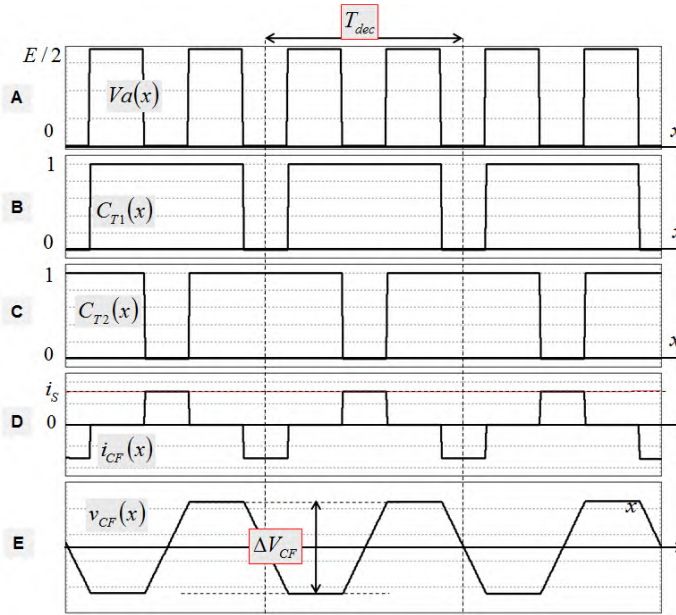 T_dec
E / 2
A
Va(x)
0
x
1
B
C_T1(x)
0
x
1
C
C_T2(x)
0
x
i_S
D
0
i_CF(x)
v_CF(x)
x
E
ΔV_CF